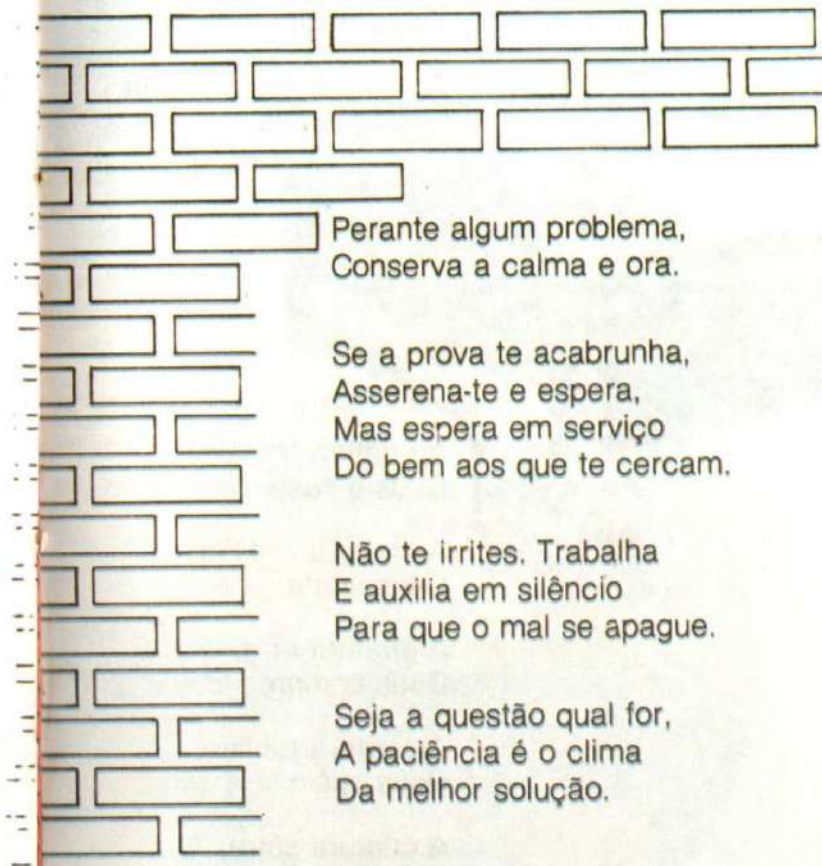 Perante algum problema,
Conserva a calma e ora.
Se a prova te acabrunha,
Asserena-te e espera,
Mas espera em serviço
Do bem aos que te cercam.
Não te irrites. Trabalha
E auxilia em silêncio
Para que o mal se apague.
Seja a questão qual for,
A paciência é o clima
Da melhor solução.